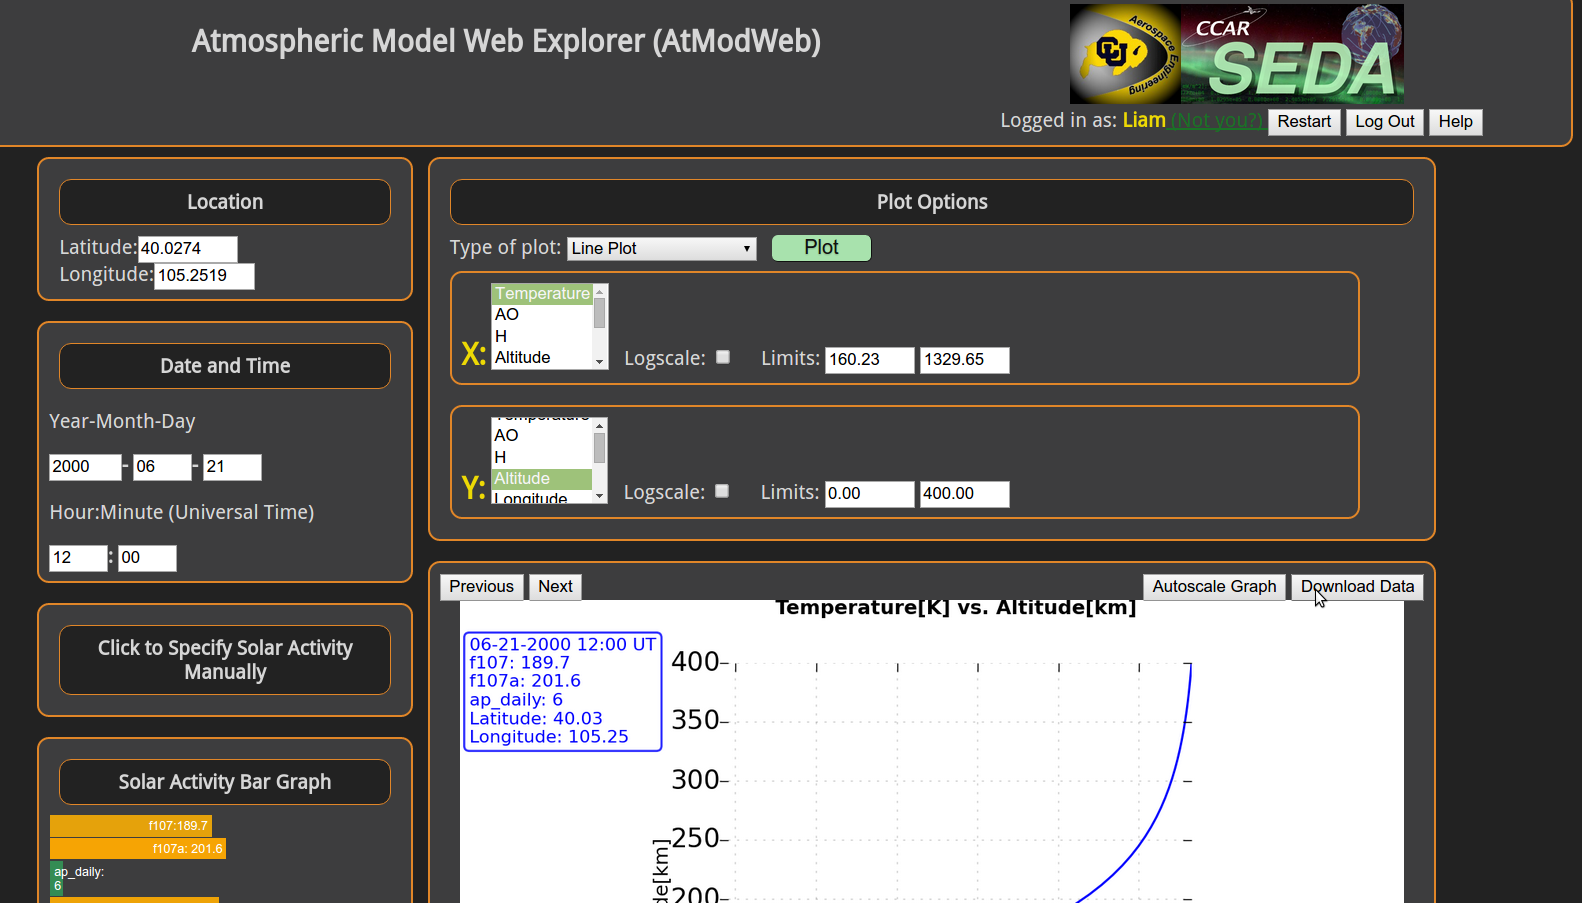 Atmospheric Model Web Explorer (AtModWeb)
Aerospace Engineering
CU
CCAR
SEDA
Logged in as: Liam (Not you?) Restart Log Out Help
Location
Latitude: 40.0274
Longitude: 105.2519
Date and Time
Year-Month-Day
2000 - 06 - 21
Hour:Minute (Universal Time)
12 : 00
Click to Specify Solar Activity
Manually
Solar Activity Bar Graph
f107:189.7
f107a: 201.6
ap_daily:
6
Plot Options
Type of plot: Line Plot Plot
Temperature
AO
H
Altitude
X: Logscale: Limits: 160.23 1329.65
Temperature
AO
H
Altitude
Longitude
Y: Logscale: Limits: 0.00 400.00
Previous Next Autoscale Graph Download Data
Temperature[K] vs. Altitude[km]
06-21-2000 12:00 UT
f107: 189.7
f107a: 201.6
ap_daily: 6
Latitude: 40.03
Longitude: 105.25
400
350
300
250
200
de[km]